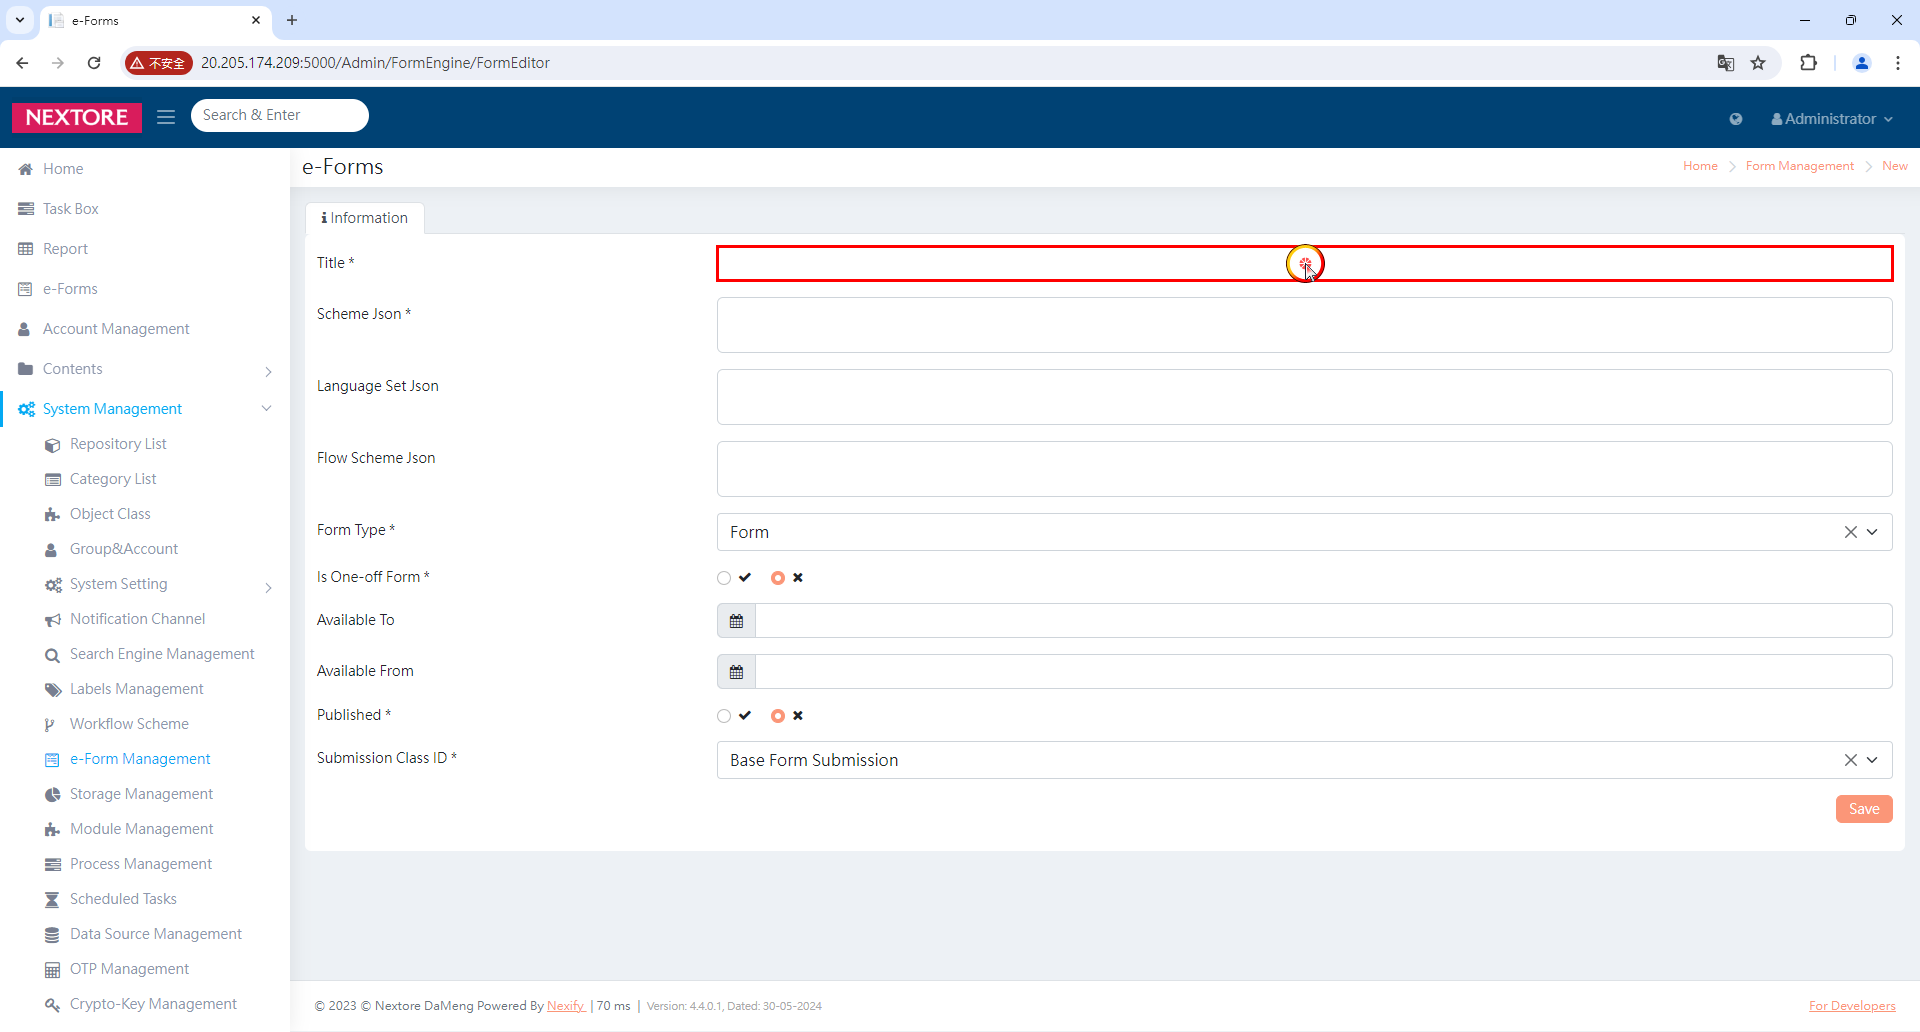 e-Forms
不安全
20.205.174.209:5000/Admin/FormEngine/FormEditor
NEXTORE
Search & Enter
Administrator
Home
Task Box
Report
e-Forms
Account Management
Contents
System Management
Repository List
Category List
Object Class
Group&Account
System Setting
Notification Channel
Search Engine Management
Labels Management
Workflow Scheme
e-Form Management
Storage Management
Module Management
Process Management
Scheduled Tasks
Data Source Management
OTP Management
Crypto-Key Management
e-Forms
Home > Form Management > New
Information
Title *
Scheme Json *
Language Set Json
Flow Scheme Json
Form Type *
Form
Is One-off Form *
Available To
Available From
Published *
Submission Class ID *
Base Form Submission
Save
© 2023 © Nextore DaMeng Powered By Nexify | 70 ms | Version: 4.4.0.1, Dated: 30-05-2024
For Developers